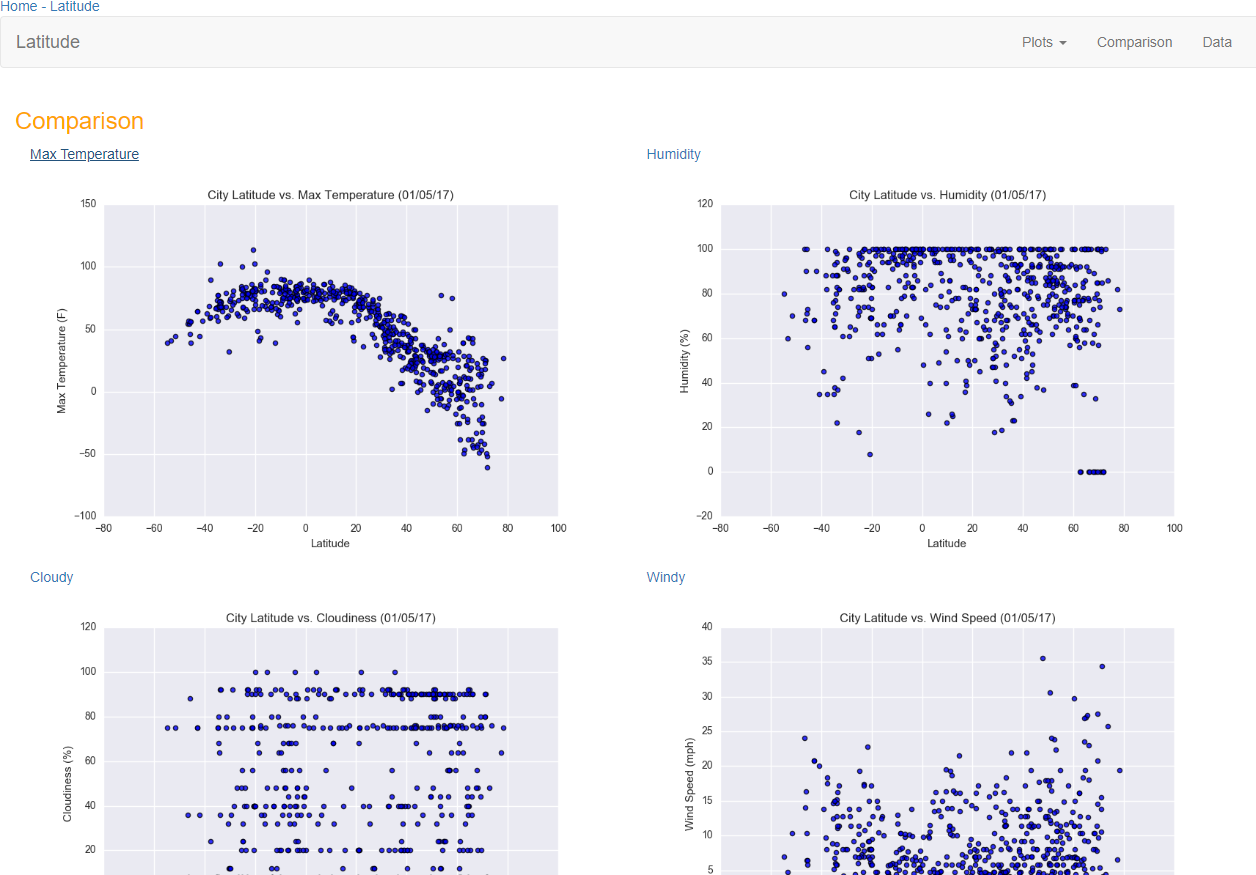 Home - Latitude
Latitude
Plots
Comparison
Data
Comparison
Max Temperature
City Latitude vs. Max Temperature (01/05/17)
150
100
50
0
−50
−100
Max Temperature (F)
−80 −60 −40 −20 0 20 40 60 80 100
Latitude
Humidity
City Latitude vs. Humidity (01/05/17)
120
100
80
60
40
20
0
−20
Humidity (%)
−80 −60 −40 −20 0 20 40 60 80 100
Latitude
Cloudy
City Latitude vs. Cloudiness (01/05/17)
120
100
80
60
40
20
Cloudiness (%)
Windy
City Latitude vs. Wind Speed (01/05/17)
40
35
30
25
20
15
10
5
Wind Speed (mph)